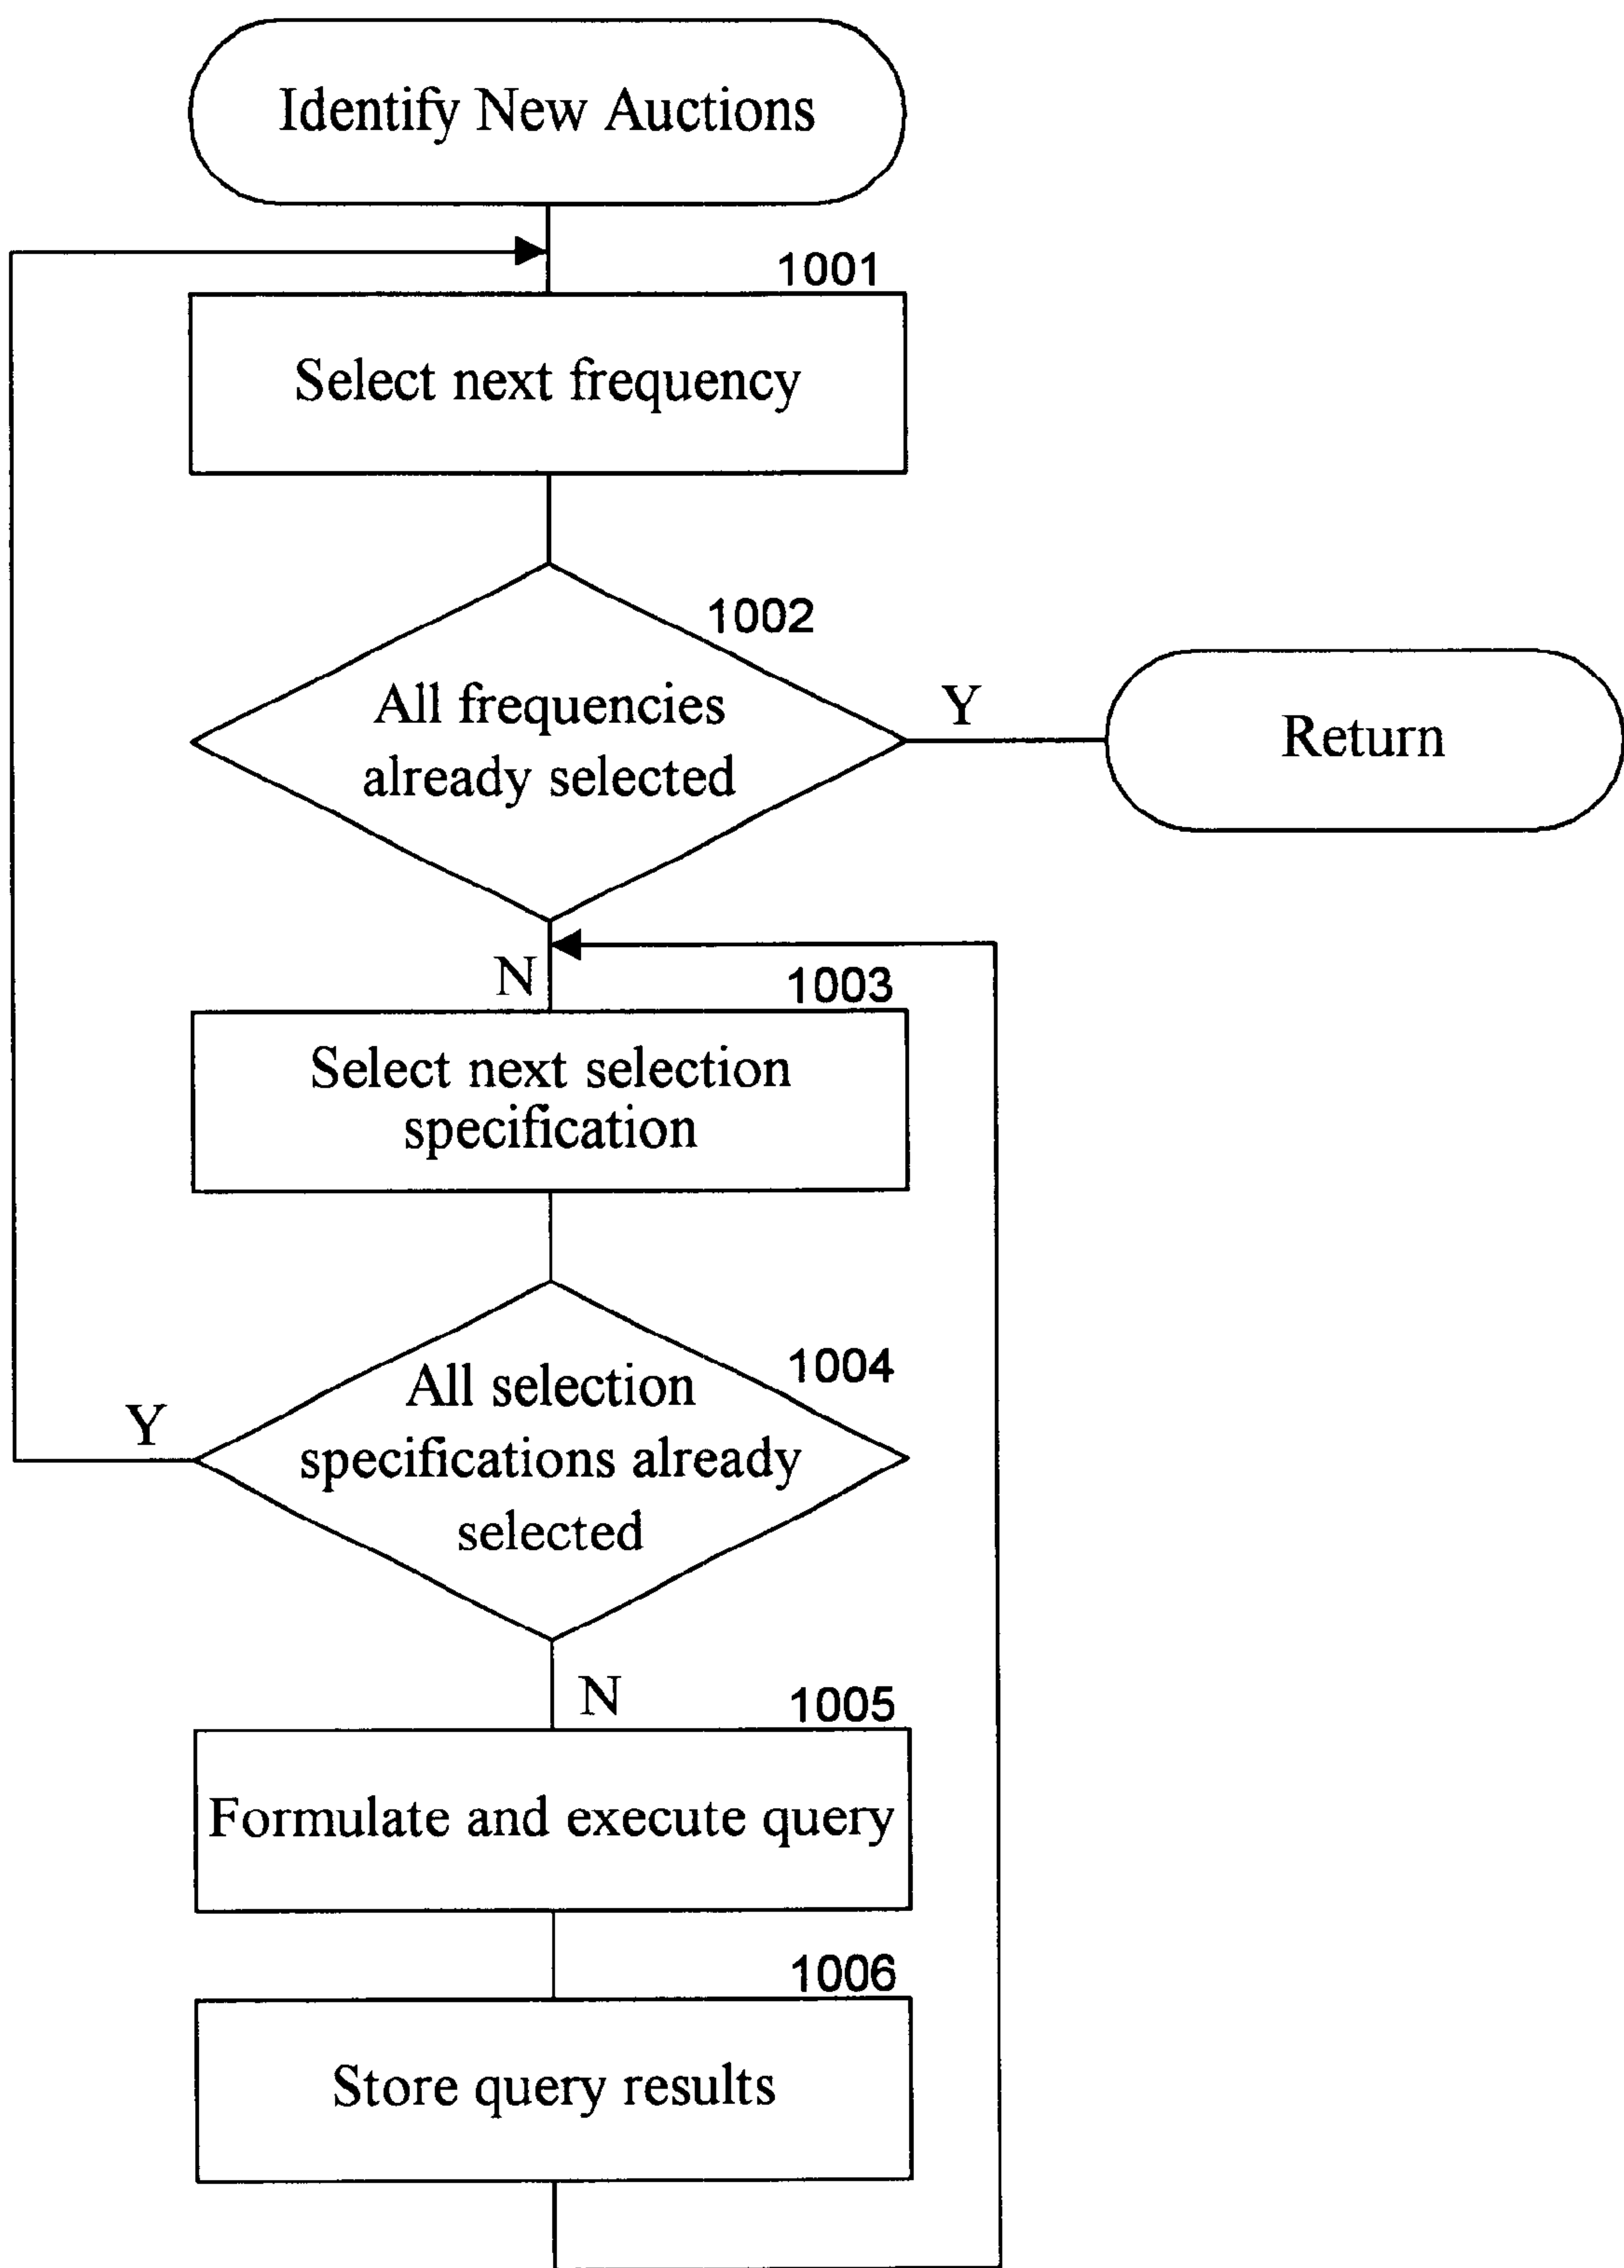 Identify New Auctions
1001
Select next frequency
1002
All frequencies
already selected
Y
Return
N
1003
Select next selection
specification
1004
All selection
specifications already
selected
Y
N
1005
Formulate and execute query
1006
Store query results